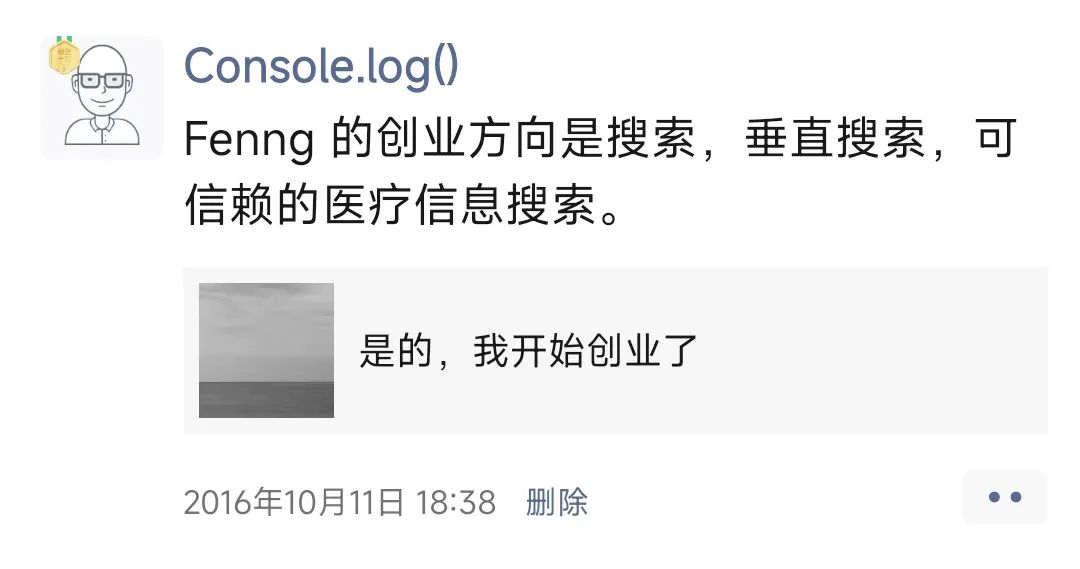 Console.log()
Fenng 的创业方向是搜索，垂直搜索，可
信赖的医疗信息搜索。
是的，我开始创业了
2016年10月11日 18:38 删除